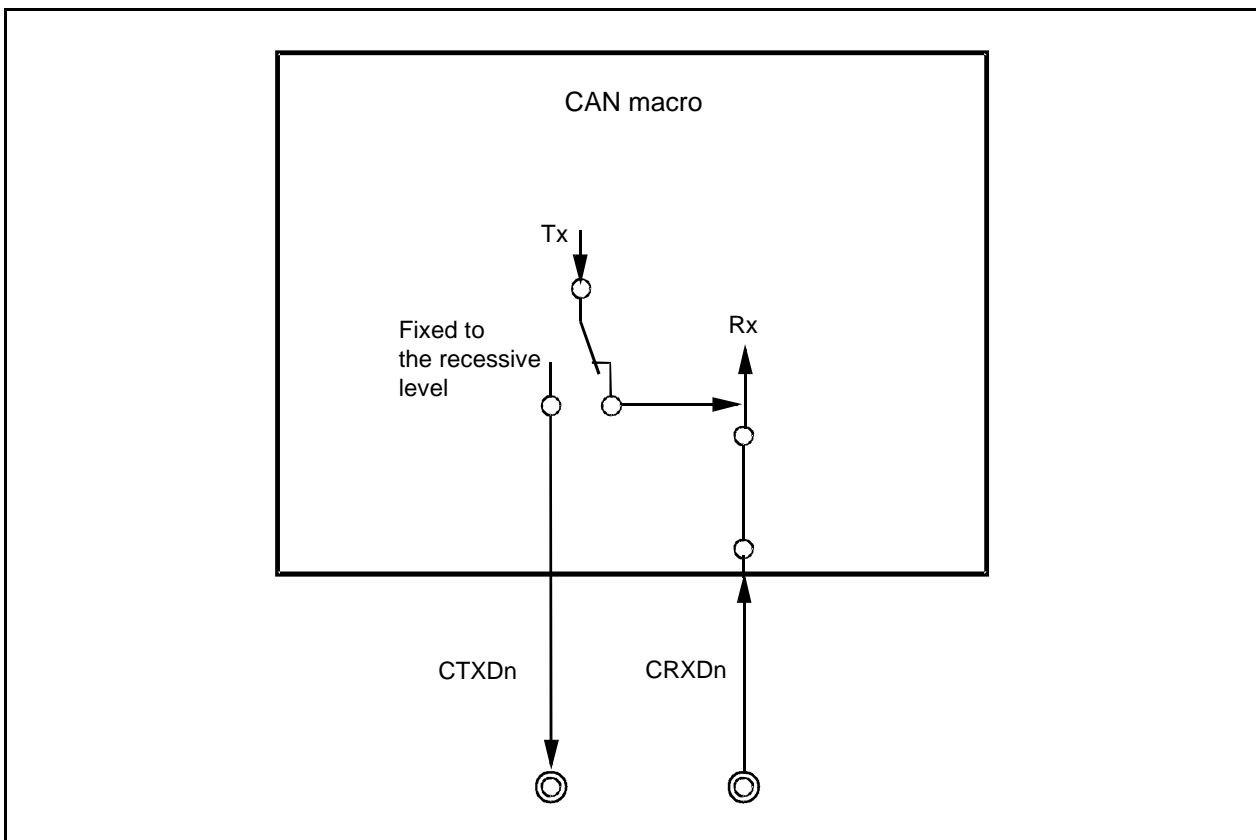 CAN macro
Tx
Fixed to
the recessive
level
Rx
CTXDn
CRXDn